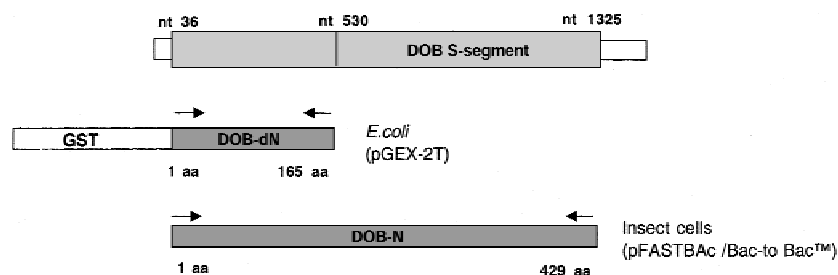 nt 36 nt 530 nt 1325
DOB S-segment
GST DOB-dN
E.coli
(pGEX-2T)
1 aa 165 aa
DOB-N
Insect cells
(pFASTBAc /Bac-to Bac™)
1 aa 429 aa